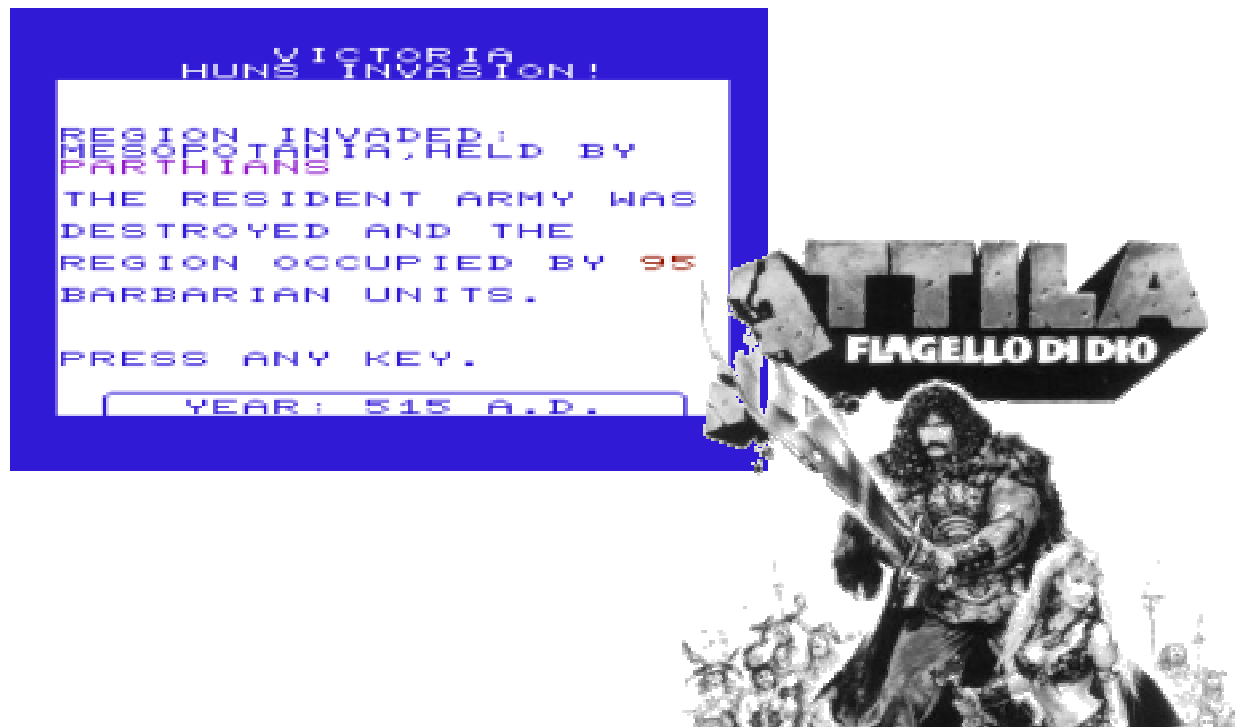 VICTORIA
HUNS INVASION!
REGION INVADED:
MESOPOTAMIA,HELD BY
PARTHIANS
THE RESIDENT ARMY WAS
DESTROYED AND THE
REGION OCCUPIED BY 95
BARBARIAN UNITS.
PRESS ANY KEY.
YEAR: 515 A.D.
ATTILA
FLAGELLO DI DIO